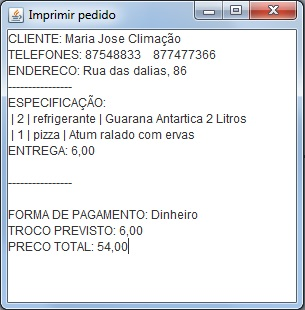 Imprimir pedido
CLIENTE: Maria Jose Climação
TELEFONES: 87548833 877477366
ENDERECO: Rua das dalias, 86
----------------
ESPECIFICAÇÃO:
| 2 | refrigerante | Guarana Antartica 2 Litros
| 1 | pizza | Atum ralado com ervas
ENTREGA: 6,00
----------------
FORMA DE PAGAMENTO: Dinheiro
TROCO PREVISTO: 6,00
PRECO TOTAL: 54,00